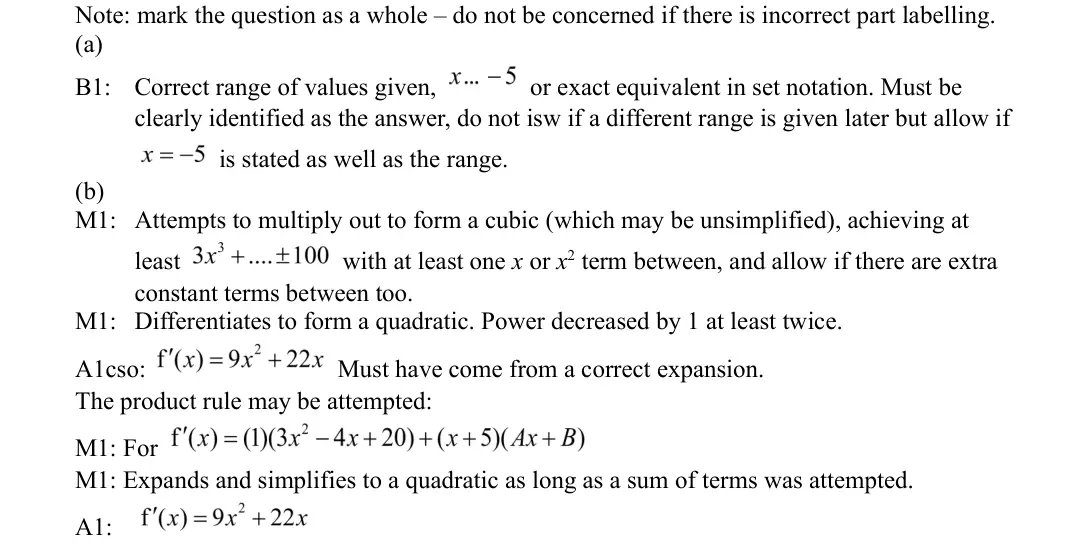 Note: mark the question as a whole – do not be concerned if there is incorrect part labelling.
(a)
B1: Correct range of values given, x... −5 or exact equivalent in set notation. Must be
clearly identified as the answer, do not isw if a different range is given later but allow if
x = −5 is stated as well as the range.
(b)
M1: Attempts to multiply out to form a cubic (which may be unsimplified), achieving at
least 3x³ + ....±100 with at least one x or x² term between, and allow if there are extra
constant terms between too.
M1: Differentiates to form a quadratic. Power decreased by 1 at least twice.
A1cso: f′(x) = 9x² + 22x Must have come from a correct expansion.
The product rule may be attempted:
M1: For f′(x) = (1)(3x² − 4x + 20) + (x + 5)(Ax + B)
M1: Expands and simplifies to a quadratic as long as a sum of terms was attempted.
A1: f′(x) = 9x² + 22x